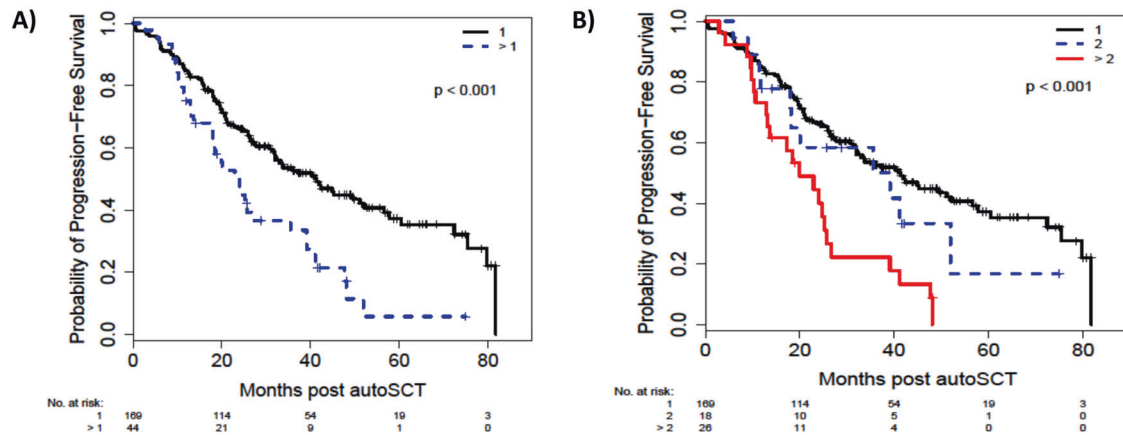 A)
Probability of Progression-Free Survival
1.0
0.8
0.6
0.4
0.2
0.0
1
> 1
p < 0.001
0 20 40 60 80
Months post autoSCT
No. at risk:
1 169 114 54 19 3
> 1 44 21 9 1 0
B)
Probability of Progression-Free Survival
1.0
0.8
0.6
0.4
0.2
0.0
1
2
> 2
p < 0.001
0 20 40 60 80
Months post autoSCT
No. at risk:
1 169 114 54 19 3
2 18 10 5 1 0
> 2 26 11 4 0 0